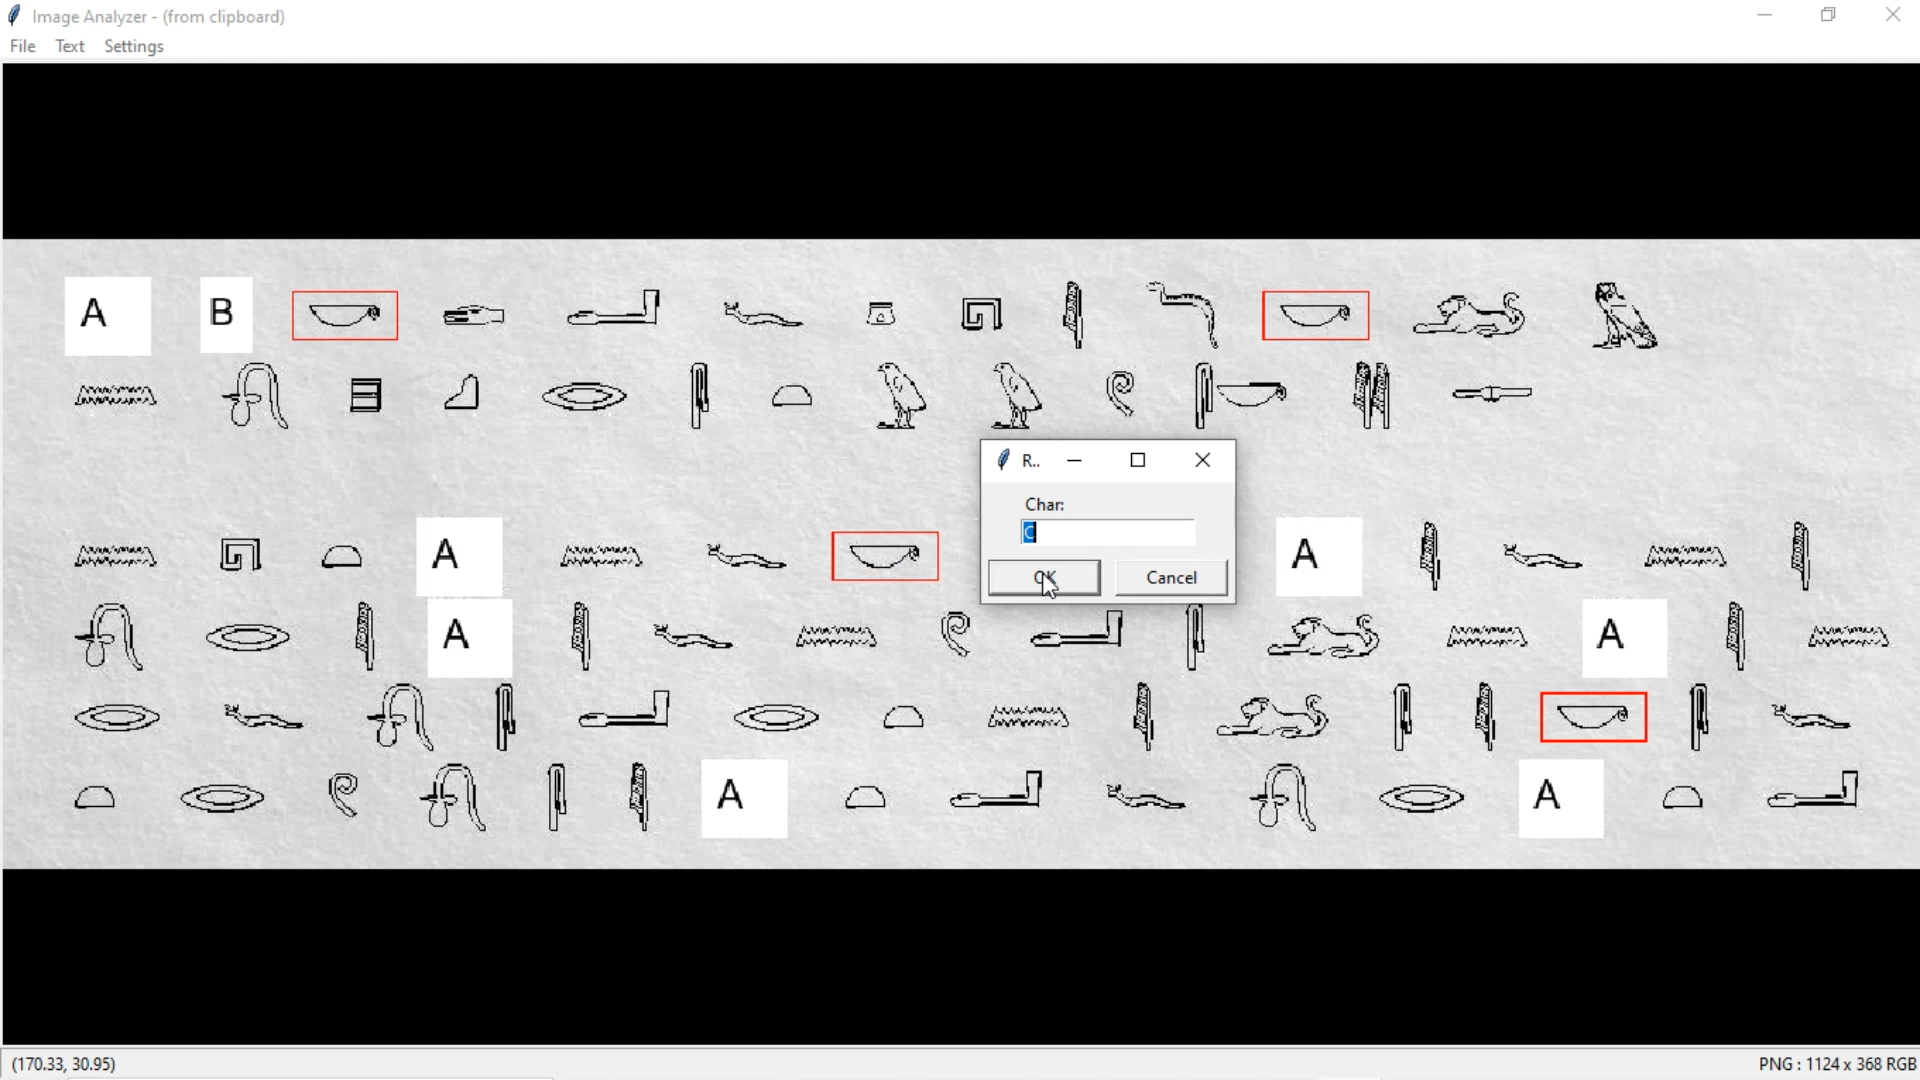 Image Analyzer - (from clipboard)
File Text Settings
A B 𓎡 𓂧 𓂝 𓆑 𓎼 𓉔 𓇋 𓆓 𓎡 𓃭 𓅓
𓈖 𓍯 𓊪 𓃀 𓂋 𓋴 𓏏 𓅱 𓅱 𓏲 𓋴 𓎡 𓇌 𓊃
R..
Char:
C
OK Cancel
𓈖 𓉔 𓏏 A 𓈖 𓆑 𓎡 A 𓇋 𓆑 𓈖 𓇋
𓍯 𓂋 𓇋 A 𓇋 𓆑 𓈖 𓏲 𓂝 𓋴 𓃭 𓈖 A 𓇋 𓈖
𓂋 𓆑 𓍯 𓋴 𓂝 𓂋 𓏏 𓈖 𓇋 𓃭 𓋴 𓇋 𓎡 𓋴 𓆑
𓏏 𓂋 𓏲 𓍯 𓋴 𓇋 A 𓏏 𓂝 𓆑 𓍯 𓂋 A 𓏏 𓂝
(170.33, 30.95)
PNG : 1124 x 368 RGB